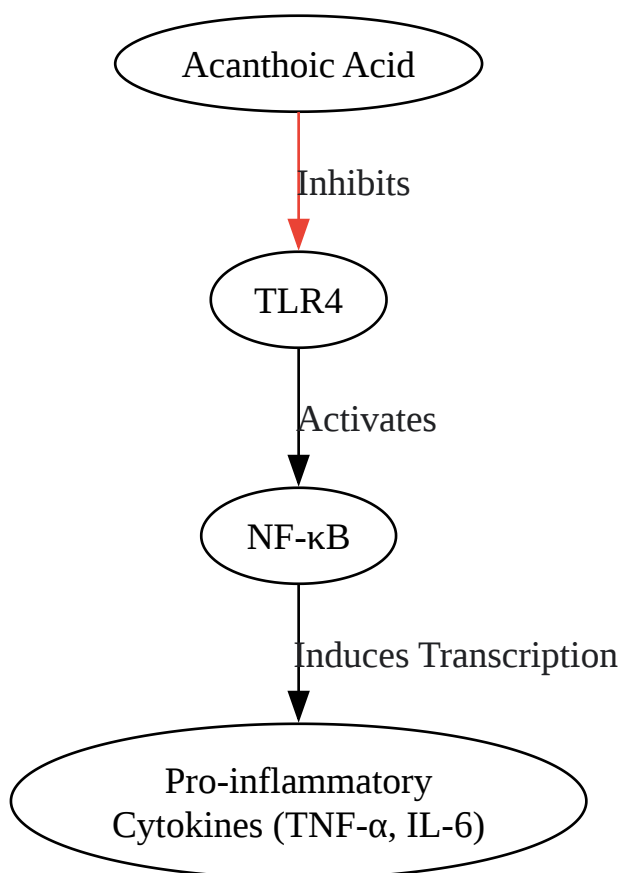 Acanthoic Acid
Inhibits
TLR4
Activates
NF-κB
Induces Transcription
Pro-inflammatory
Cytokines (TNF-α, IL-6)